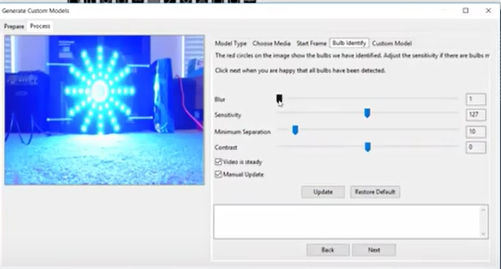 Generate Custom Models
Prepare Process
Model Type Choose Media Start Frame Bulb Identify Custom Model
The red circles on the image show the bulbs we have identified. Adjust the sensitivity if there are bulbs
Click next when you are happy that all bulbs have been detected.
Blur 1
Sensitivity 127
Minimum Separation 10
Contrast 0
Video is steady
Manual Update
Update Restore Default
Back Next